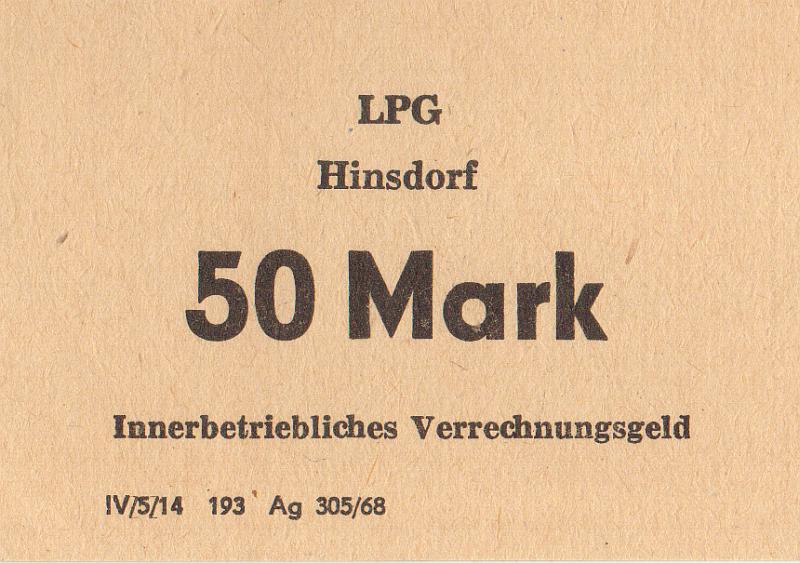 LPG
Hinsdorf
50 Mark
Innerbetriebliches Verrechnungsgeld
IV/5/14 193 Ag 305/68